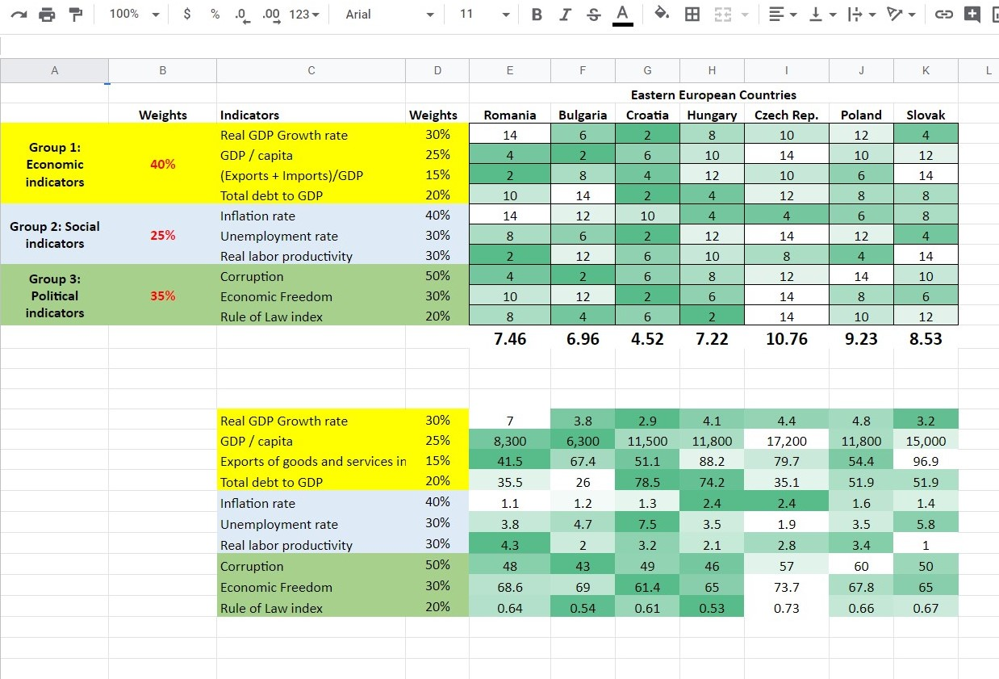 100% $ % .0 .00 123 Arial 11 B I S A
A B C D E F G H I J K L
Eastern European Countries
Weights Indicators Weights Romania Bulgaria Croatia Hungary Czech Rep. Poland Slovak
Group 1: Economic indicators 40%
Real GDP Growth rate 30% 14 6 2 8 10 12 4
GDP / capita 25% 4 2 6 10 14 10 12
(Exports + Imports)/GDP 15% 2 8 4 12 10 6 14
Total debt to GDP 20% 10 14 2 4 12 8 8
Group 2: Social indicators 25%
Inflation rate 40% 14 12 10 4 4 6 8
Unemployment rate 30% 8 6 2 12 14 12 4
Real labor productivity 30% 2 12 6 10 8 4 14
Group 3: Political indicators 35%
Corruption 50% 4 2 6 8 12 14 10
Economic Freedom 30% 10 12 2 6 14 8 6
Rule of Law index 20% 8 4 6 2 14 10 12
7.46 6.96 4.52 7.22 10.76 9.23 8.53
Real GDP Growth rate 30% 7 3.8 2.9 4.1 4.4 4.8 3.2
GDP / capita 25% 8,300 6,300 11,500 11,800 17,200 11,800 15,000
Exports of goods and services in 15% 41.5 67.4 51.1 88.2 79.7 54.4 96.9
Total debt to GDP 20% 35.5 26 78.5 74.2 35.1 51.9 51.9
Inflation rate 40% 1.1 1.2 1.3 2.4 2.4 1.6 1.4
Unemployment rate 30% 3.8 4.7 7.5 3.5 1.9 3.5 5.8
Real labor productivity 30% 4.3 2 3.2 2.1 2.8 3.4 1
Corruption 50% 48 43 49 46 57 60 50
Economic Freedom 30% 68.6 69 61.4 65 73.7 67.8 65
Rule of Law index 20% 0.64 0.54 0.61 0.53 0.73 0.66 0.67